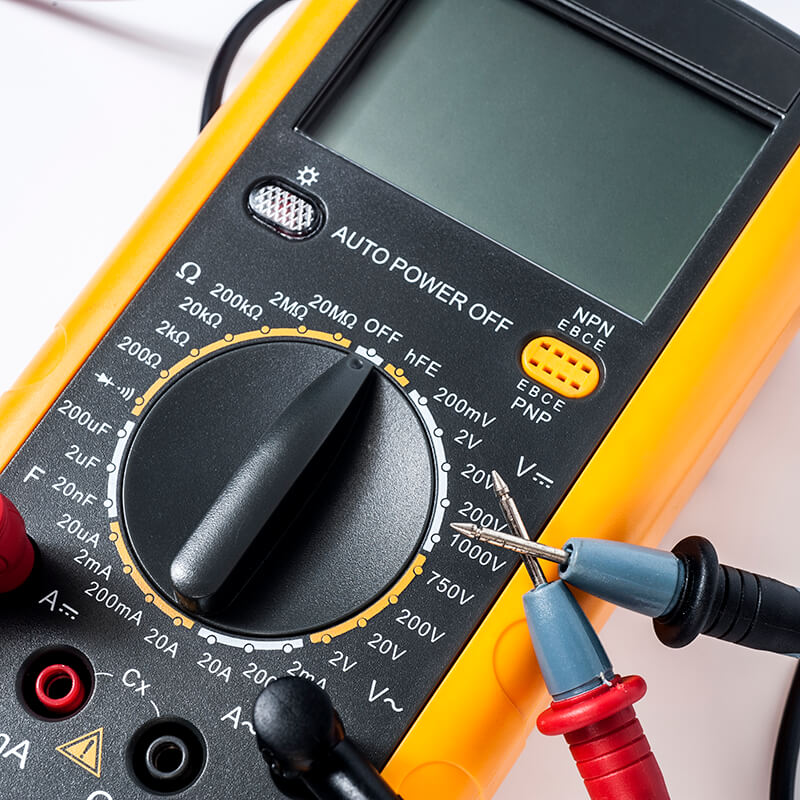 AUTO POWER OFF
NPN
EBCE
EBCE
PNP
Ω
200Ω
2kΩ
20kΩ
200kΩ
2MΩ
20MΩ
OFF
hFE
200mV
2V
20V
200V
1000V
V⎓
750V
200V
20V
2V
V~
2mA
20A
A~
20A
200mA
2mA
20uA
A⎓
20nF
2uF
200uF
F
Cx